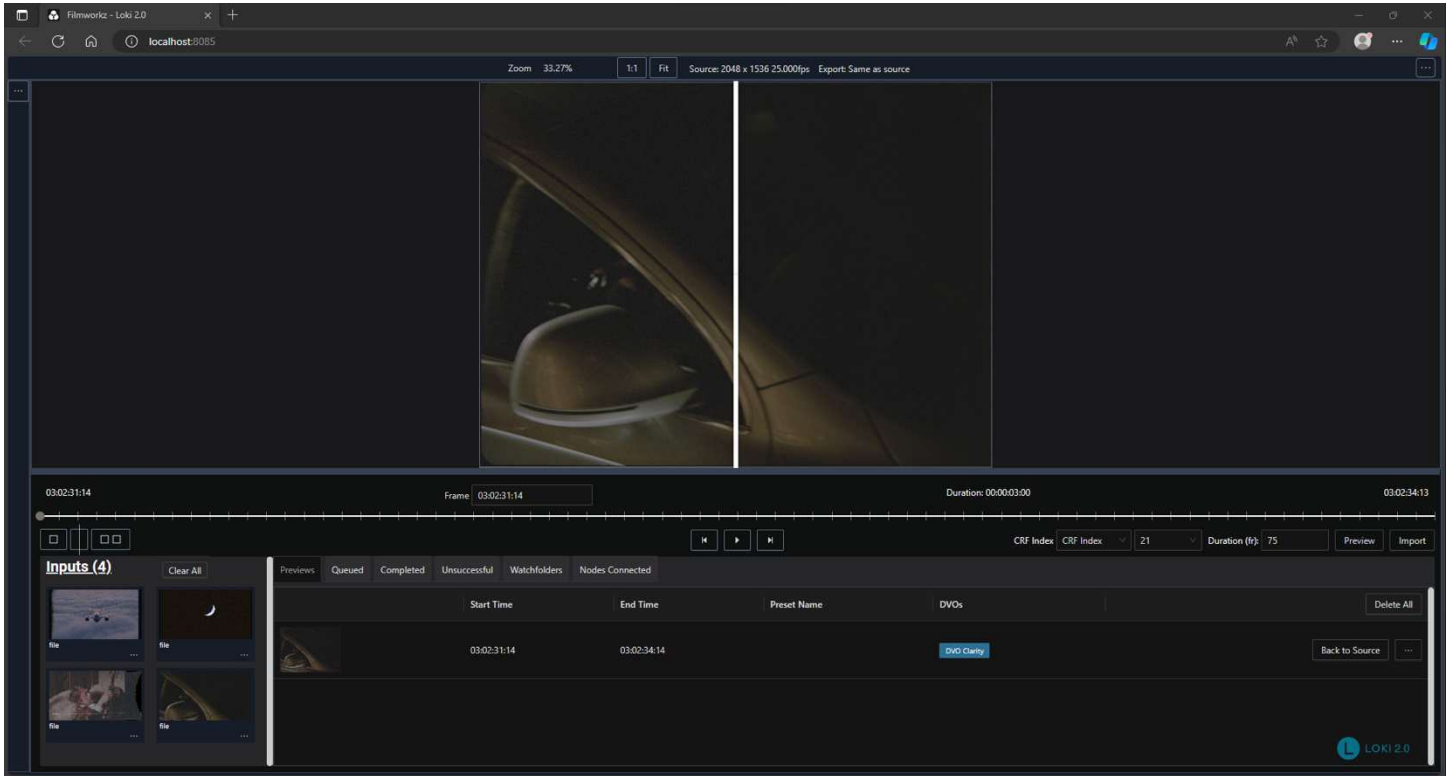 Filmworkz - Loki 2.0
localhost:8085
Zoom 33.27% 1:1 Fit Source: 2048 x 1536 25.000fps Export: Same as source
03:02:31:14 Frame 03:02:31:14 Duration: 00:00:03:00 03:02:34:13
CRF Index CRF Index 21 Duration (fr): 75 Preview Import
Inputs (4) Clear All
Previews Queued Completed Unsuccessful Watchfolders Nodes Connected
Start Time End Time Preset Name DVOs Delete All
file file
03:02:31:14 03:02:34:14 DVO Clarity Back to Source ...
file file
L LOKI 2.0